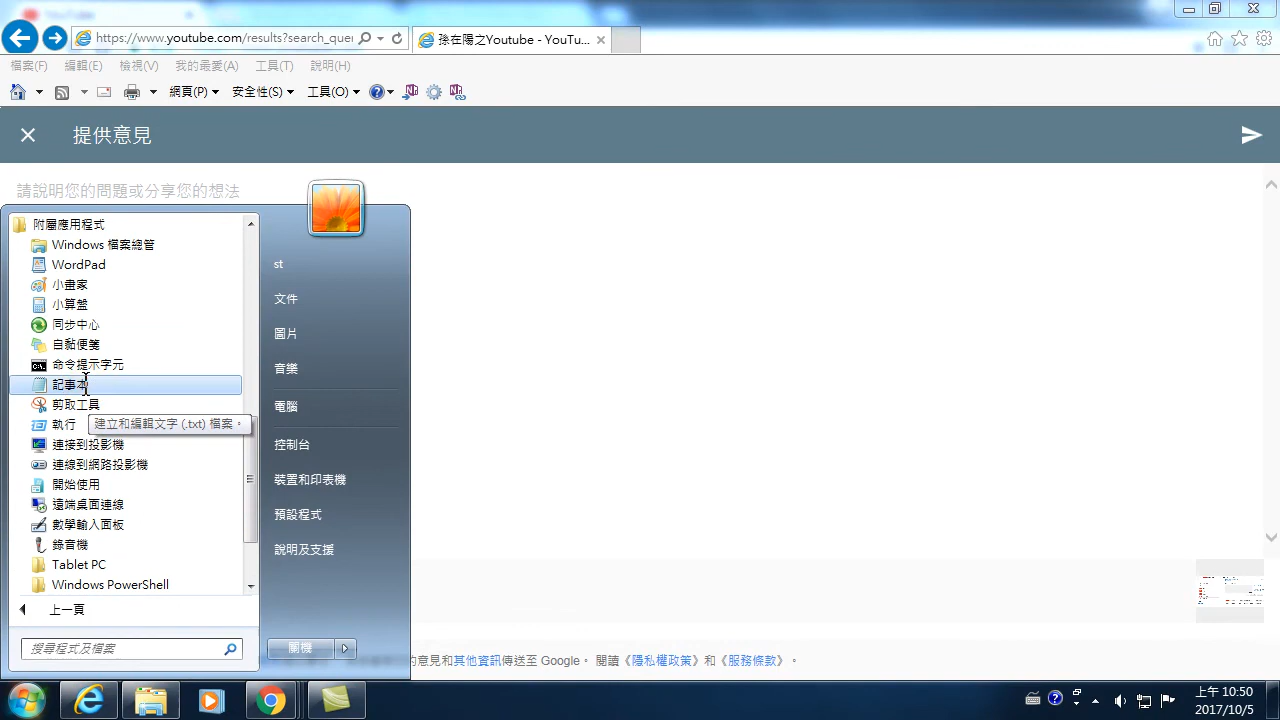 YouTube
https://www.youtube.com/results?search_quer
孫在陽之Youtube - YouTu...
檔案(F) 編輯(E) 檢視(V) 我的最愛(A) 工具(T) 說明(H)
網頁(P) 安全性(S) 工具(O)
提供意見
請說明您的問題或分享您的想法
附屬應用程式
Windows 檔案總管
WordPad
小畫家
小算盤
同步中心
自黏便箋
命令提示字元
記事本
剪取工具
執行
建立和編輯文字 (.txt) 檔案。
連接到投影機
連線到網路投影機
開始使用
遠端桌面連線
數學輸入面板
錄音機
Tablet PC
Windows PowerShell
上一頁
搜尋程式及檔案
st
文件
圖片
音樂
電腦
控制台
裝置和印表機
預設程式
說明及支援
關機
的意見和其他資訊傳送至 Google。 閱讀《隱私權政策》和《服務條款》。
上午 10:50
2017/10/5